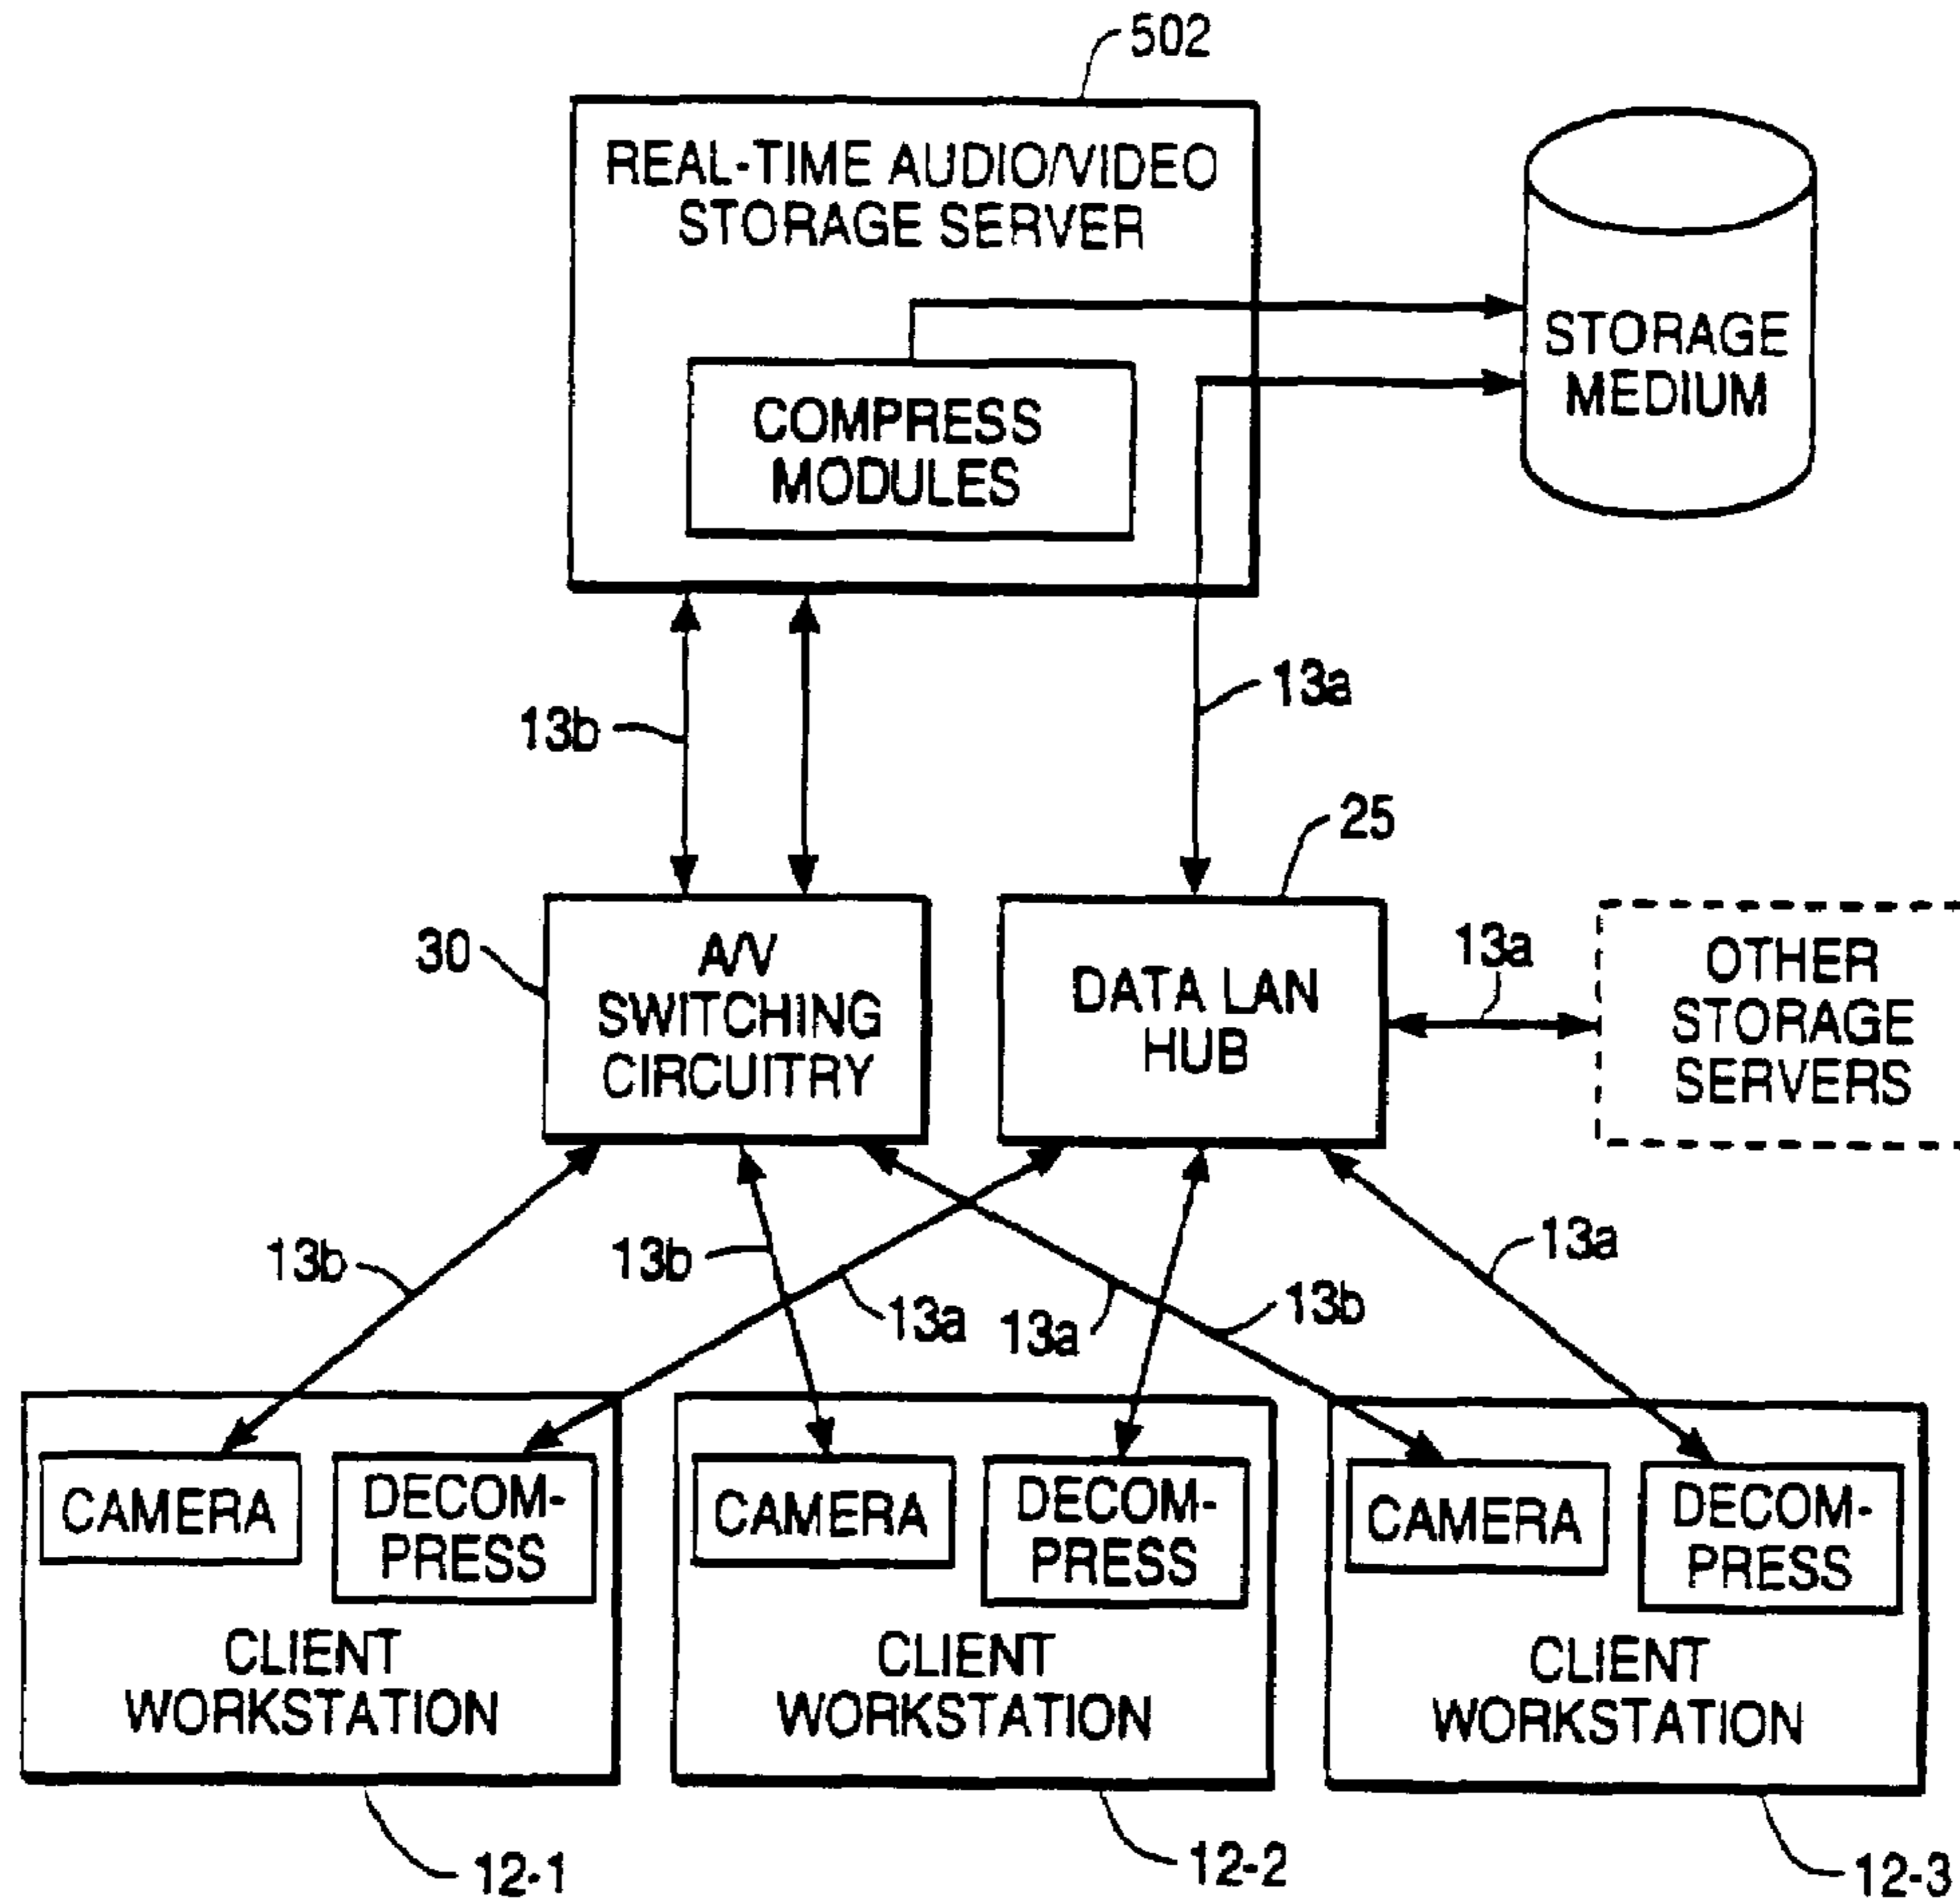 502
REAL-TIME AUDIO/VIDEO
STORAGE SERVER
STORAGE
MEDIUM
COMPRESS
MODULES
13b
13a
25
30
A/V
SWITCHING
CIRCUITRY
DATA LAN
HUB
13a
OTHER
STORAGE
SERVERS
13b
13b
13a
13a
13b
13a
CAMERA
DECOM-
PRESS
CLIENT
WORKSTATION
CAMERA
DECOM-
PRESS
CLIENT
WORKSTATION
CAMERA
DECOM-
PRESS
CLIENT
WORKSTATION
12-1
12-2
12-3